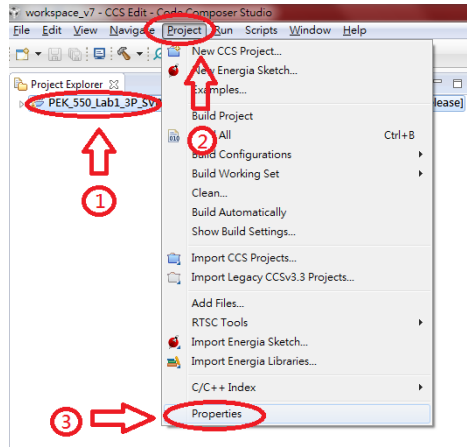 workspace_v7 - CCS Edit - Code Composer Studio
File Edit View Navigate Project Run Scripts Window Help
New CCS Project...
New Energia Sketch...
Project Explorer
Examples...
PEK_550_Lab1_3P_SV
lease]
Build Project
All Ctrl+B
2
Build Configurations
Build Working Set
1
Clean...
Build Automatically
Show Build Settings...
Import CCS Projects...
Import Legacy CCSv3.3 Projects...
Add Files...
RTSC Tools
Import Energia Sketch...
Import Energia Libraries...
C/C++ Index
3
Properties